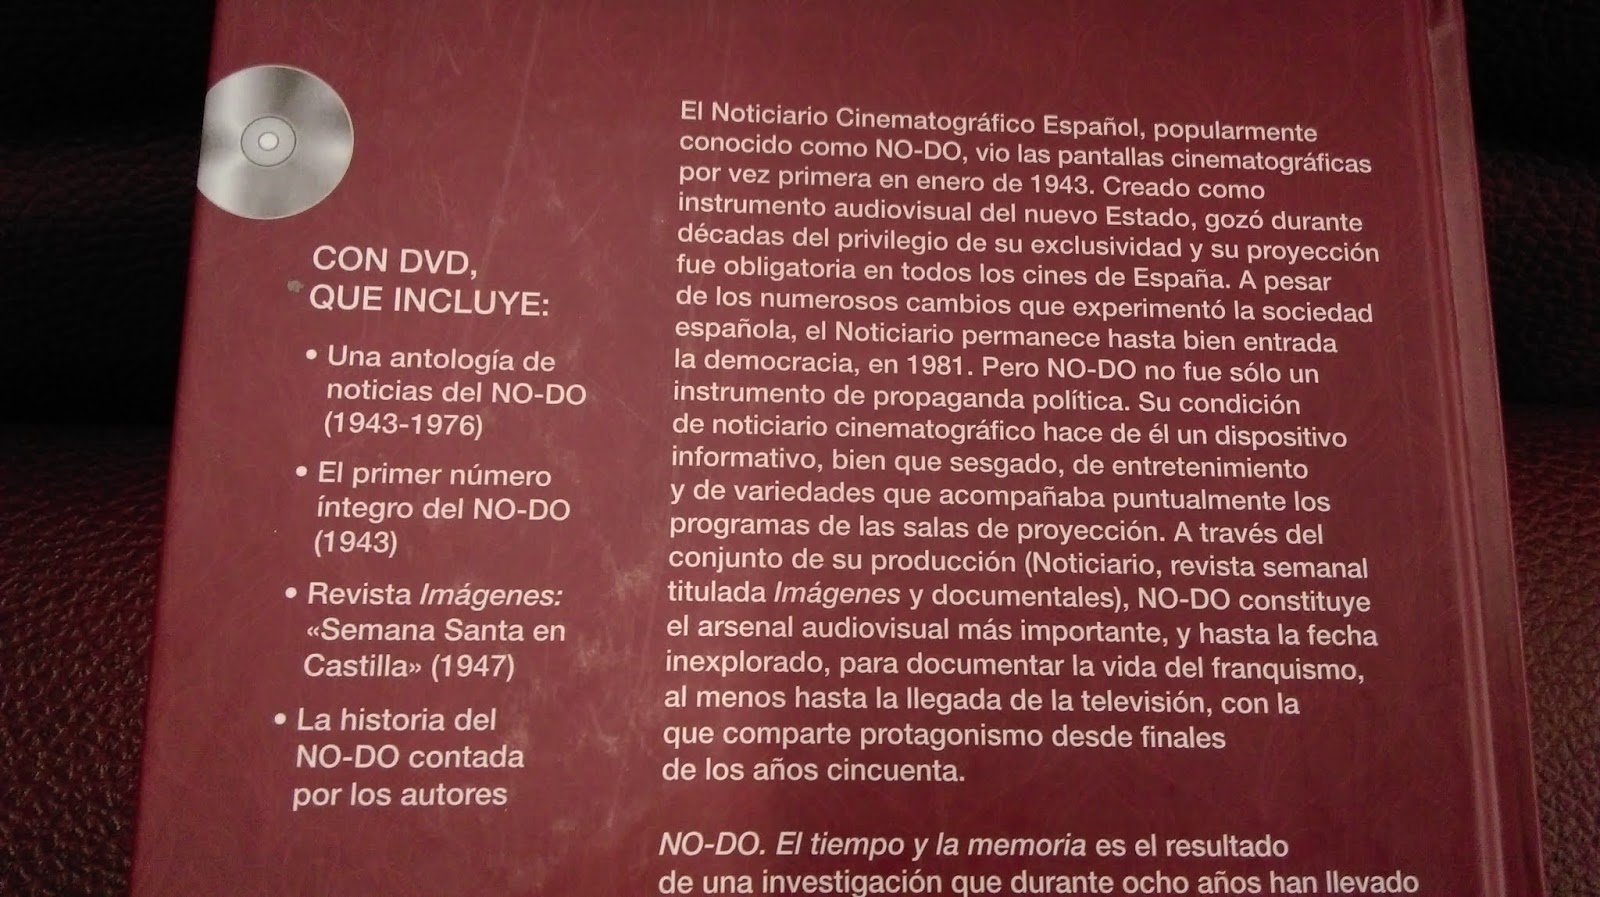 CON DVD,
QUE INCLUYE:
• Una antología de
noticias del NO-DO
(1943-1976)
• El primer número
íntegro del NO-DO
(1943)
• Revista Imágenes:
«Semana Santa en
Castilla» (1947)
• La historia del
NO-DO contada
por los autores
El Noticiario Cinematográfico Español, popularmente
conocido como NO-DO, vio las pantallas cinematográficas
por vez primera en enero de 1943. Creado como
instrumento audiovisual del nuevo Estado, gozó durante
décadas del privilegio de su exclusividad y su proyección
fue obligatoria en todos los cines de España. A pesar
de los numerosos cambios que experimentó la sociedad
española, el Noticiario permanece hasta bien entrada
la democracia, en 1981. Pero NO-DO no fue sólo un
instrumento de propaganda política. Su condición
de noticiario cinematográfico hace de él un dispositivo
informativo, bien que sesgado, de entretenimiento
y de variedades que acompañaba puntualmente los
programas de las salas de proyección. A través del
conjunto de su producción (Noticiario, revista semanal
titulada Imágenes y documentales), NO-DO constituye
el arsenal audiovisual más importante, y hasta la fecha
inexplorado, para documentar la vida del franquismo,
al menos hasta la llegada de la televisión, con la
que comparte protagonismo desde finales
de los años cincuenta.
NO-DO. El tiempo y la memoria es el resultado
de una investigación que durante ocho años han llevado